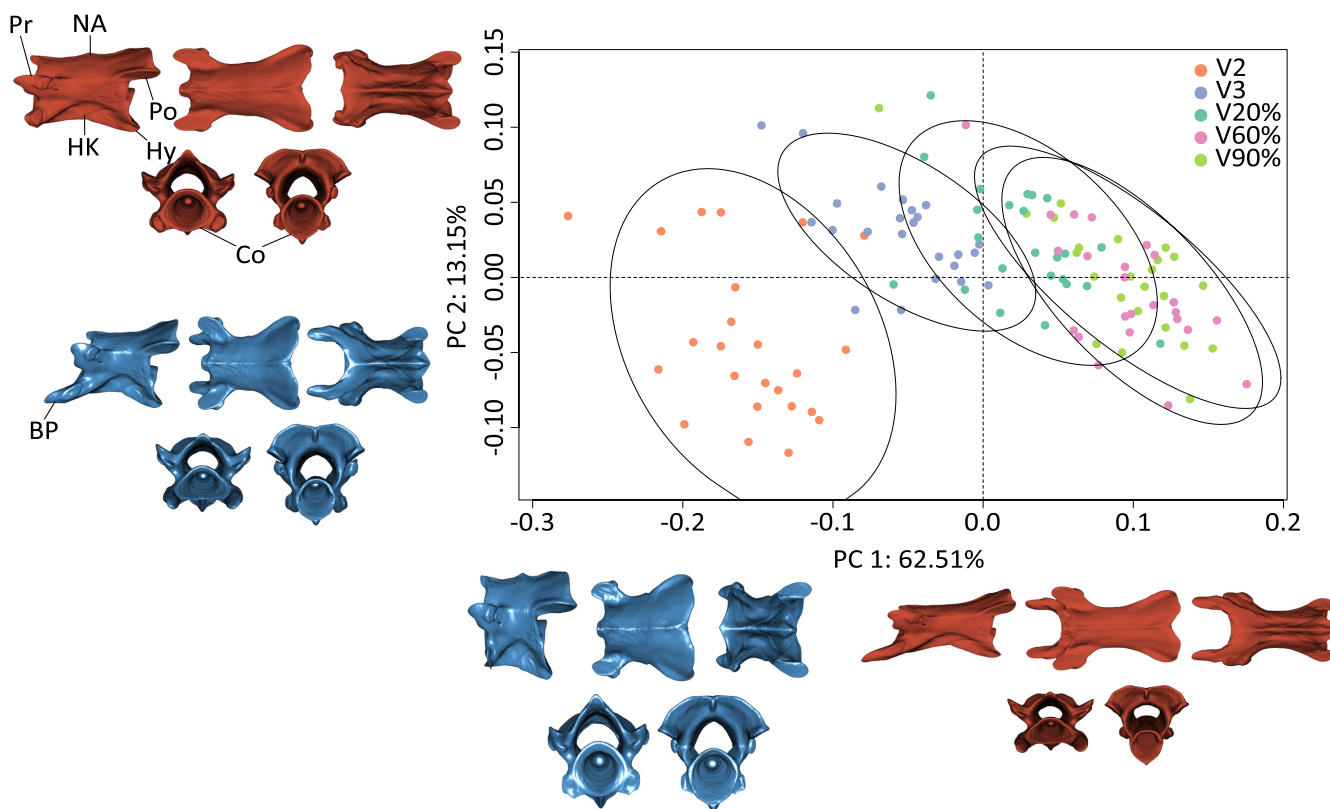 Pr
NA
Po
HK
Hy
Co
BP
V2
V3
V20%
V60%
V90%
0.15
0.10
0.05
0.00
-0.05
-0.10
PC 2: 13.15%
-0.3
-0.2
-0.1
0.0
0.1
0.2
PC 1: 62.51%